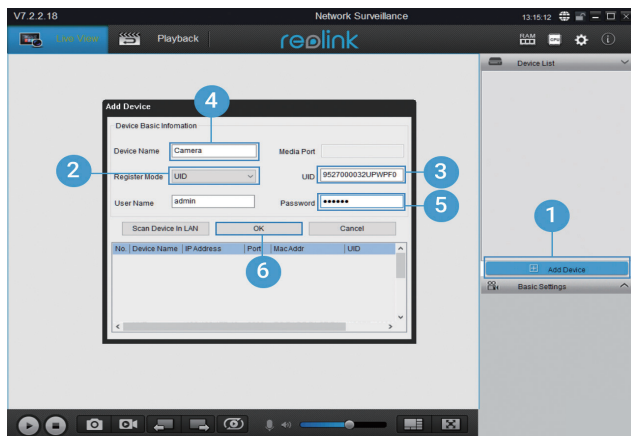 V7.2.2.18 Network Surveillance 13:15:12
Live View Playback reolink RAM CPU
Device List
Add Device
4
Device Basic Infomation
Device Name Camera Media Port
2 Register Mode UID UID 9527000032UPWPF0 3
User Name admin Password ●●●●●● 5
Scan Device In LAN OK Cancel
1
No. Device Name IP Address Port Mac Addr UID
6
Add Device
Basic Settings